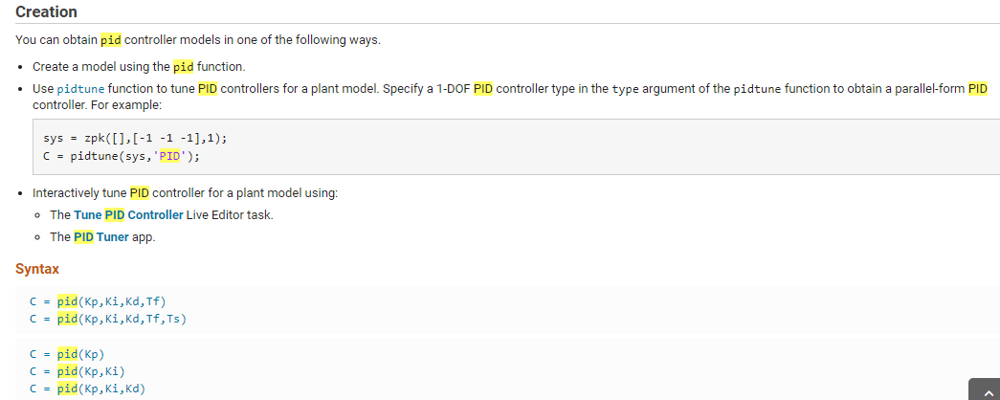 Creation
You can obtain pid controller models in one of the following ways.
• Create a model using the pid function.
• Use pidtune function to tune PID controllers for a plant model. Specify a 1-DOF PID controller type in the type argument of the pidtune function to obtain a parallel-form PID
controller. For example:
sys = zpk([],[-1 -1 -1],1);
C = pidtune(sys,'PID');
• Interactively tune PID controller for a plant model using:
◦ The Tune PID Controller Live Editor task.
◦ The PID Tuner app.
Syntax
C = pid(Kp,Ki,Kd,Tf)
C = pid(Kp,Ki,Kd,Tf,Ts)
C = pid(Kp)
C = pid(Kp,Ki)
C = pid(Kp,Ki,Kd)